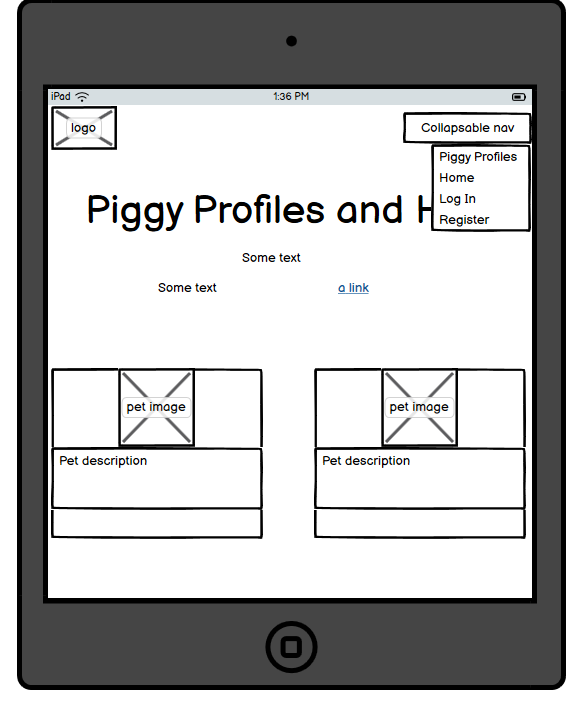 iPad 1:36 PM
logo
Collapsable nav
Piggy Profiles
Home
Log In
Register
Piggy Profiles and
Some text
Some text a link
pet image pet image
Pet description Pet description